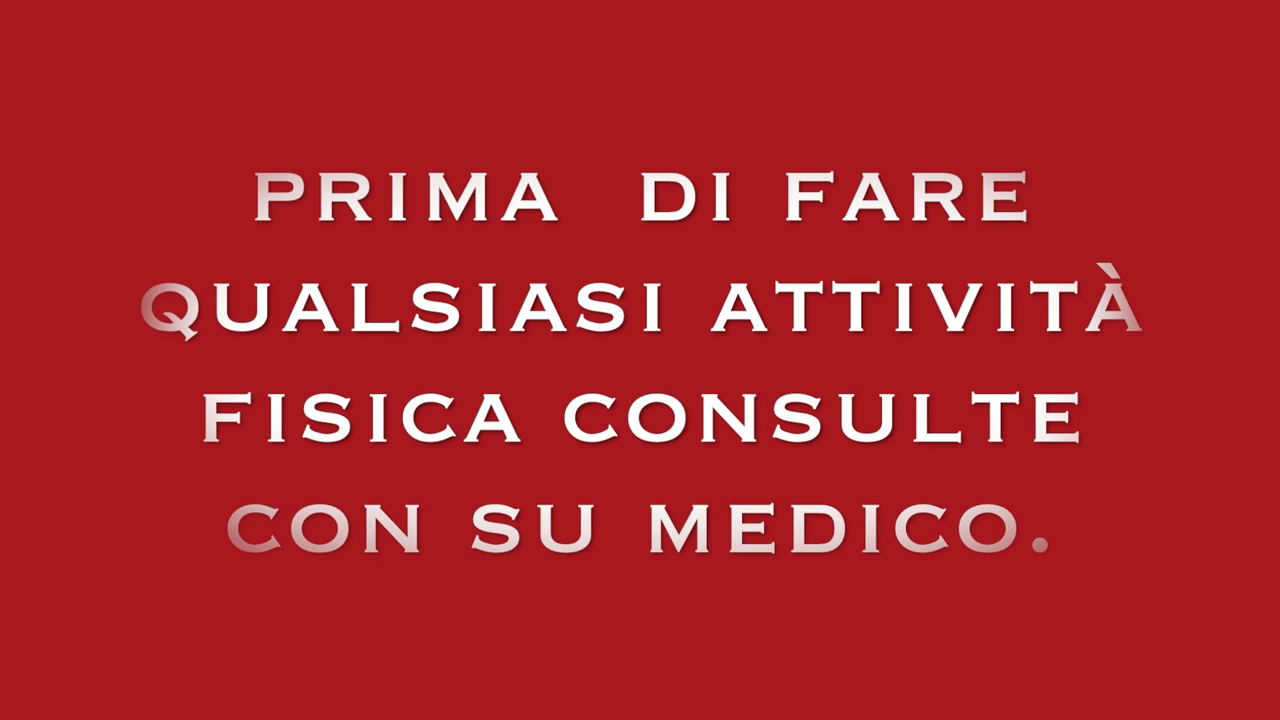 PRIMA DI FARE
QUALSIASI ATTIVITÀ
FISICA CONSULTE
CON SU MEDICO.